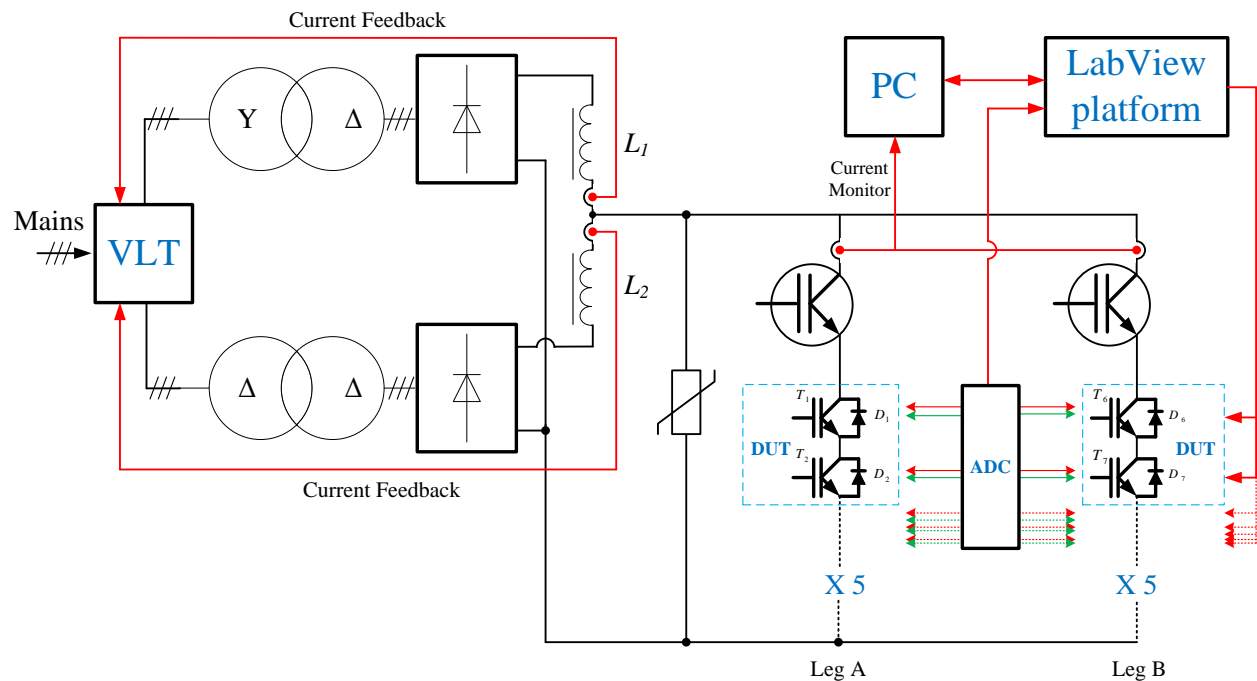 Current Feedback
Y
Δ
L1
Mains
VLT
L2
Δ
Δ
Current Feedback
PC
LabView
platform
Current
Monitor
T1
D1
DUT
T2
D2
ADC
T6
D6
DUT
T7
D7
X 5
X 5
Leg A
Leg B